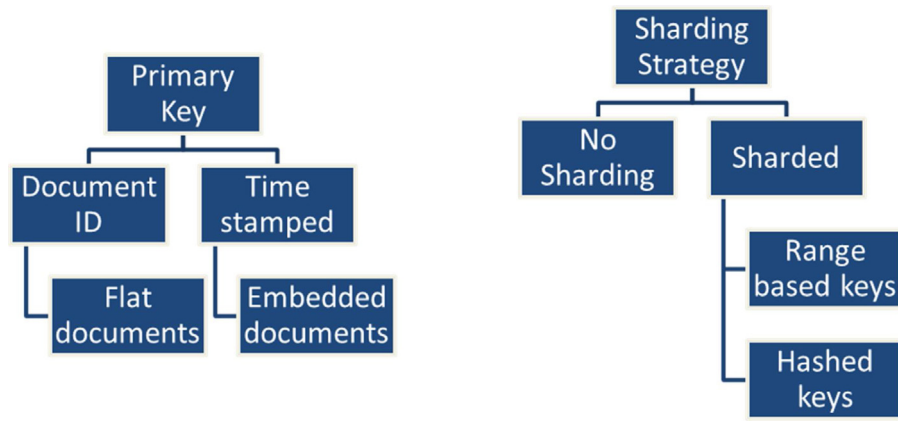 Primary
Key
Document
ID
Time
stamped
Flat
documents
Embedded
documents
Sharding
Strategy
No
Sharding
Sharded
Range
based keys
Hashed
keys